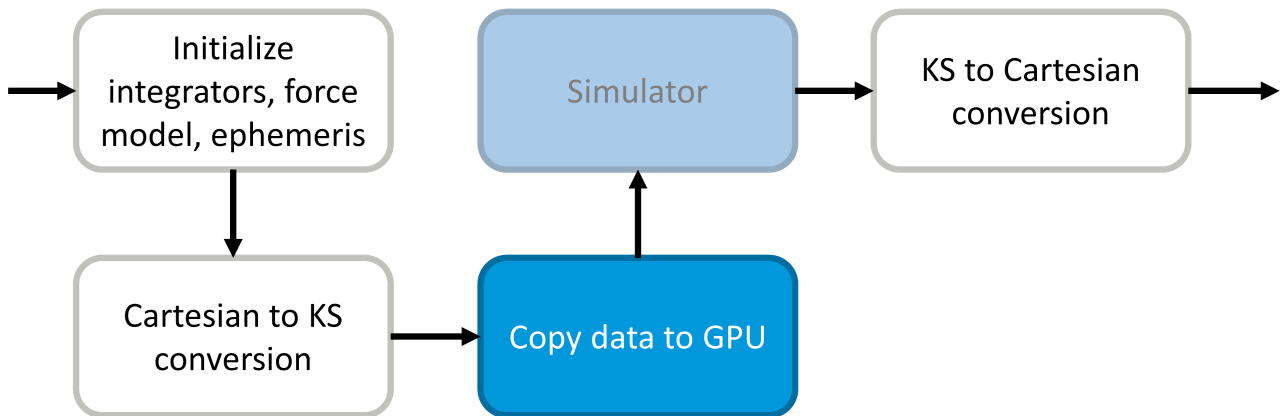 Initialize
integrators, force
model, ephemeris
Cartesian to KS
conversion
Copy data to GPU
Simulator
KS to Cartesian
conversion